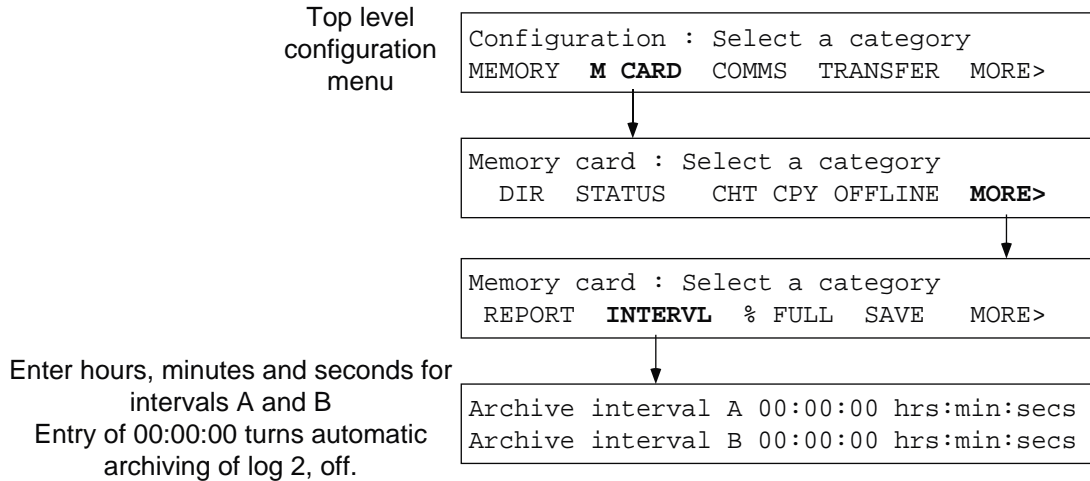 Top level
configuration
menu
Configuration : Select a category
MEMORY M CARD COMMS TRANSFER MORE>
Memory card : Select a category
DIR STATUS CHT CPY OFFLINE MORE>
Memory card : Select a category
REPORT INTERVL % FULL SAVE MORE>
Enter hours, minutes and seconds for
intervals A and B
Entry of 00:00:00 turns automatic
archiving of log 2, off.
Archive interval A 00:00:00 hrs:min:secs
Archive interval B 00:00:00 hrs:min:secs